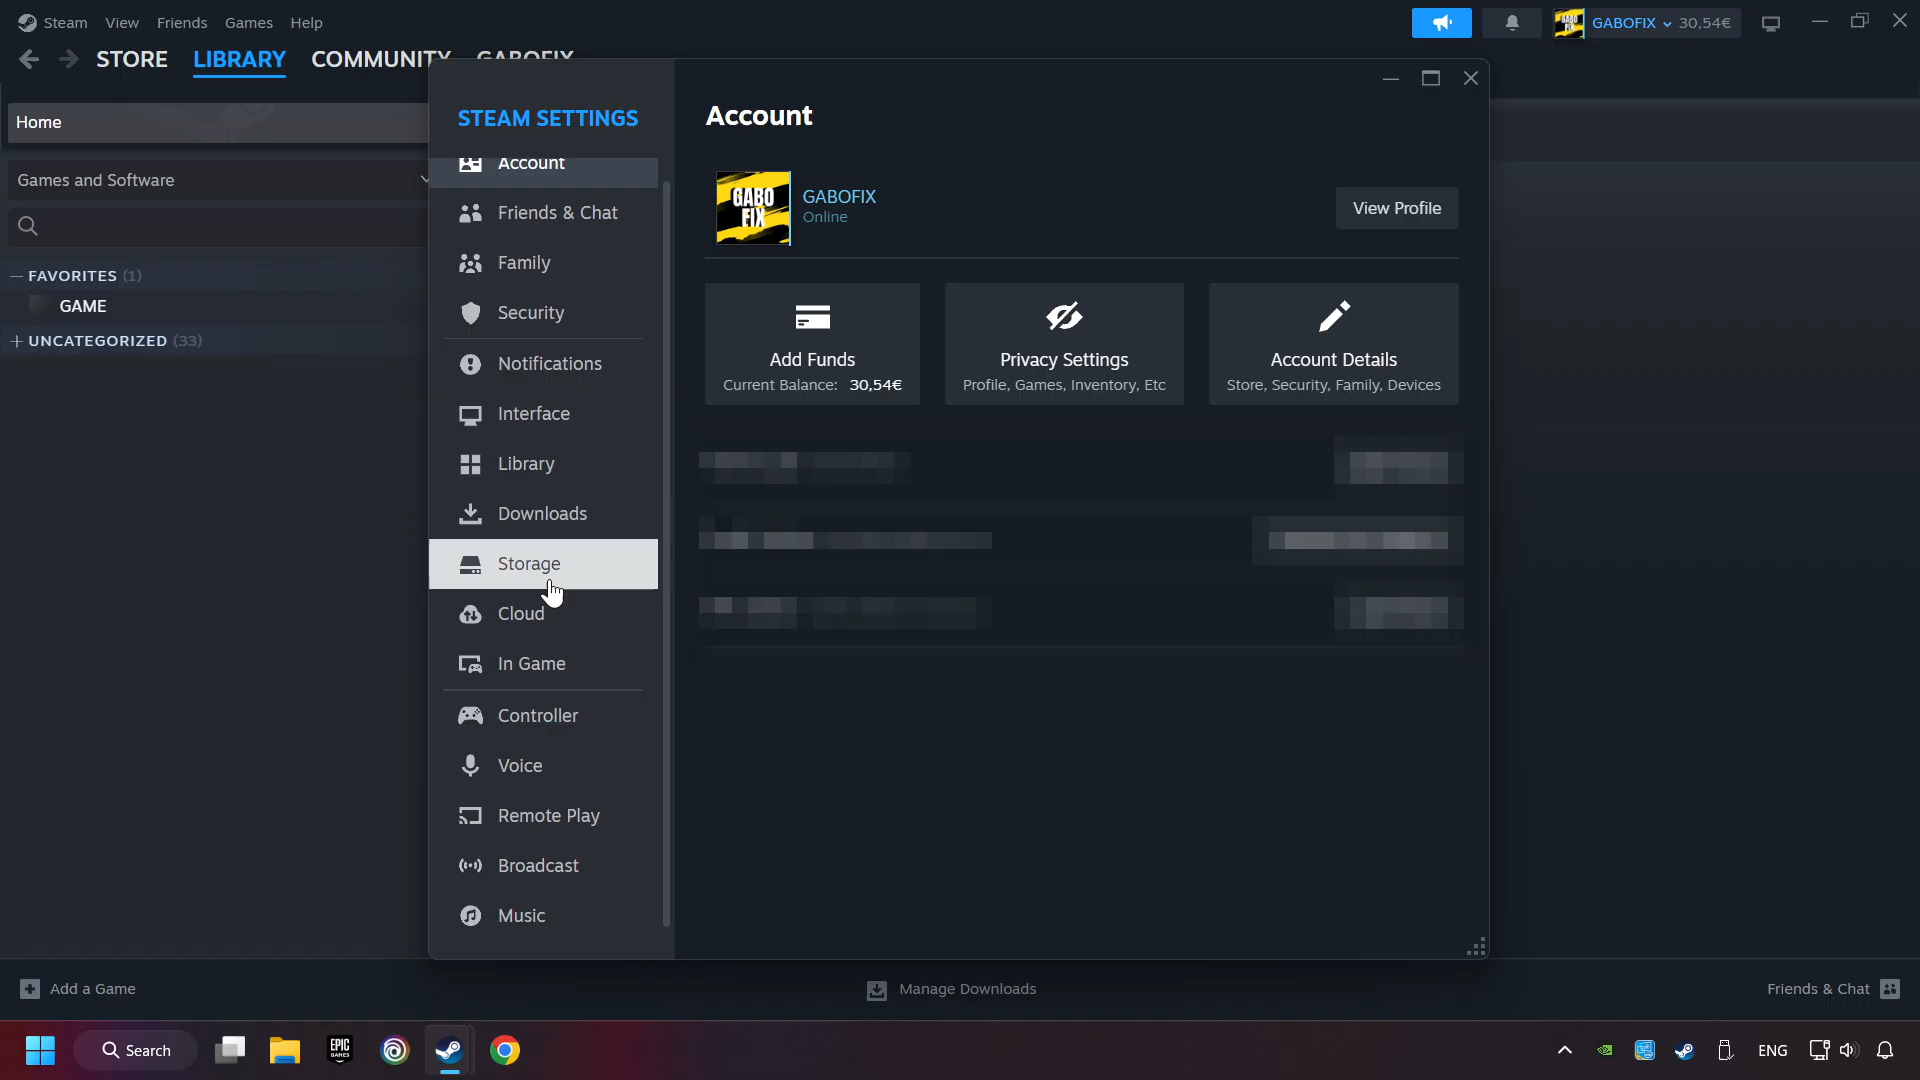 Steam View Friends Games Help
GABOFIX 30,54€
STORE LIBRARY COMMUNITY GABOFIX
Home
Games and Software
FAVORITES (1)
GAME
UNCATEGORIZED (33)
STEAM SETTINGS
Account
Friends & Chat
Family
Security
Notifications
Interface
Library
Downloads
Storage
Cloud
In Game
Controller
Voice
Remote Play
Broadcast
Music
Account
GABO
FIX
GABOFIX
Online
View Profile
Add Funds
Current Balance: 30,54€
Privacy Settings
Profile, Games, Inventory, Etc
Account Details
Store, Security, Family, Devices
Add a Game
Manage Downloads
Friends & Chat
Search
EPIC
GAMES
ENG